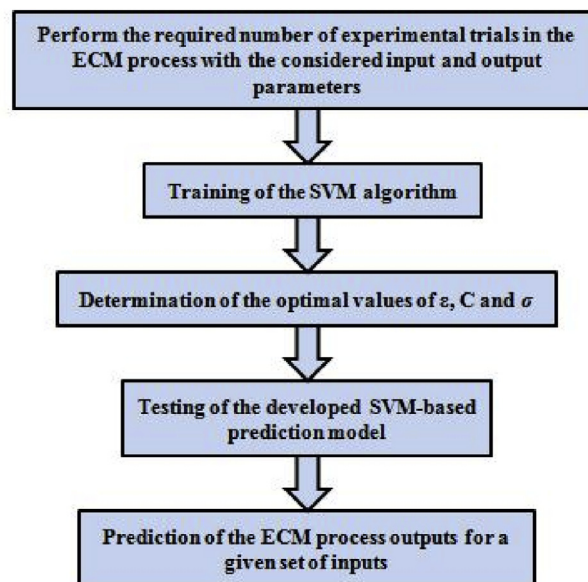 Perform the required number of experimental trials in the
ECM process with the considered input and output
parameters
Training of the SVM algorithm
Determination of the optimal values of ε, C and σ
Testing of the developed SVM-based
prediction model
Prediction of the ECM process outputs for a
given set of inputs